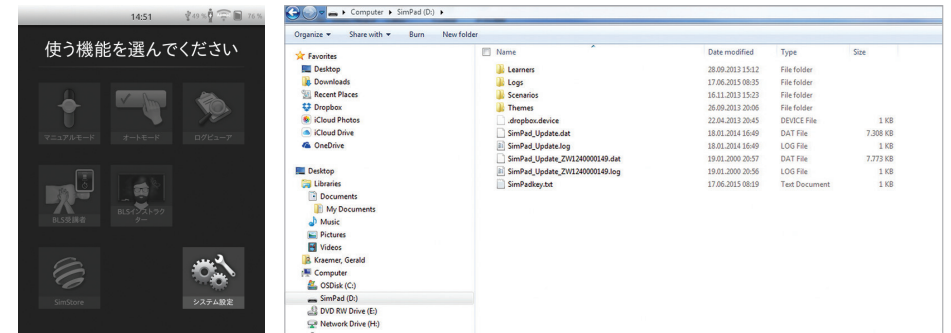 14:51 49 % 76 %
使う機能を選んでください
マニュアルモード オートモード ログビューア
BLS受講者 BLSインストラクター
SimStore システム設定
Computer SimPad (D:)
Organize Share with Burn New folder
Favorites
Desktop
Downloads
Recent Places
Dropbox
iCloud Photos
iCloud Drive
OneDrive
Desktop
Libraries
Documents
My Documents
Music
Pictures
Videos
Kraemer, Gerald
Computer
OSDisk (C:)
SimPad (D:)
DVD RW Drive (E:)
Network Drive (H:)
Name Date modified Type Size
Learners 28.09.2013 15:12 File folder
Logs 17.06.2015 08:35 File folder
Scenarios 16.11.2013 15:23 File folder
Themes 26.09.2013 20:06 File folder
.dropbox.device 22.04.2013 20:45 DEVICE File 1 KB
SimPad_Update.dat 18.01.2014 16:49 DAT File 7.308 KB
SimPad_Update.log 18.01.2014 16:49 LOG File 1 KB
SimPad_Update_ZW1240000149.dat 19.01.2000 20:57 DAT File 7.773 KB
SimPad_Update_ZW1240000149.log 19.01.2000 20:56 LOG File 1 KB
SimPadkey.txt 17.06.2015 08:19 Text Document 1 KB